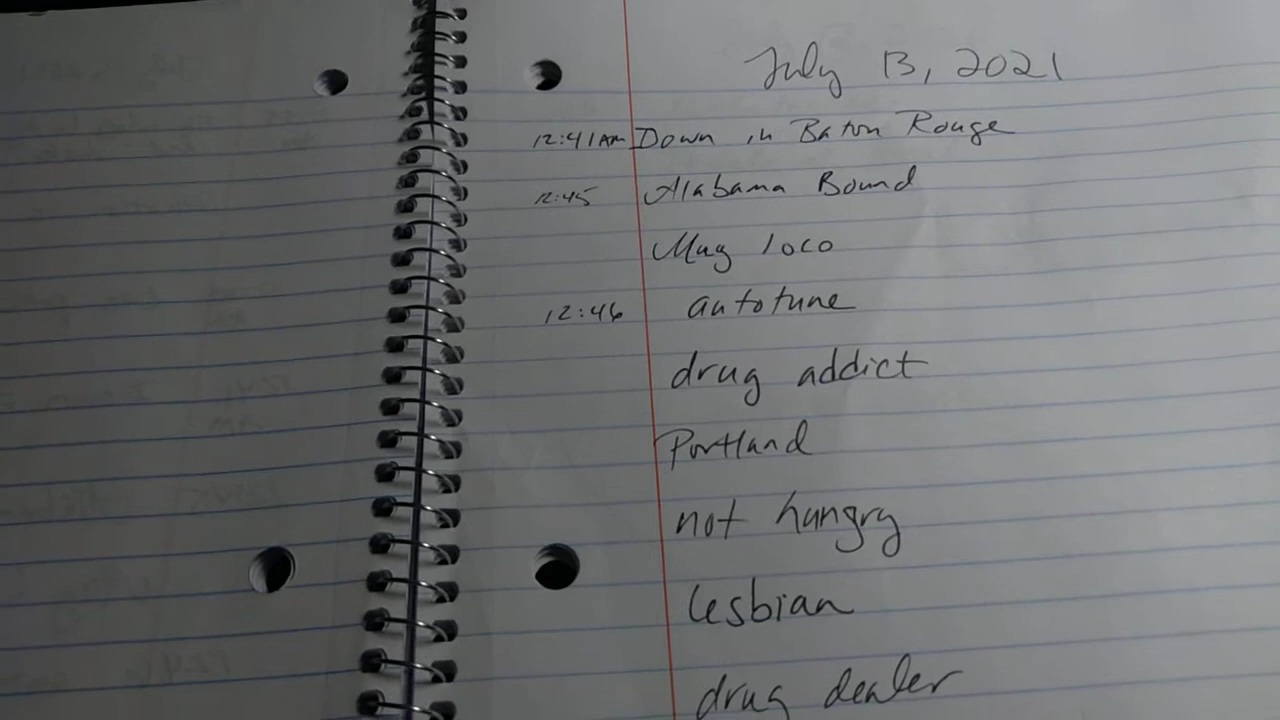 July 13, 2021
12:41AM Down in Baton Rouge
12:45 Alabama Bound
Muy loco
12:46 autotune
drug addict
Portland
not hungry
lesbian
drug dealer